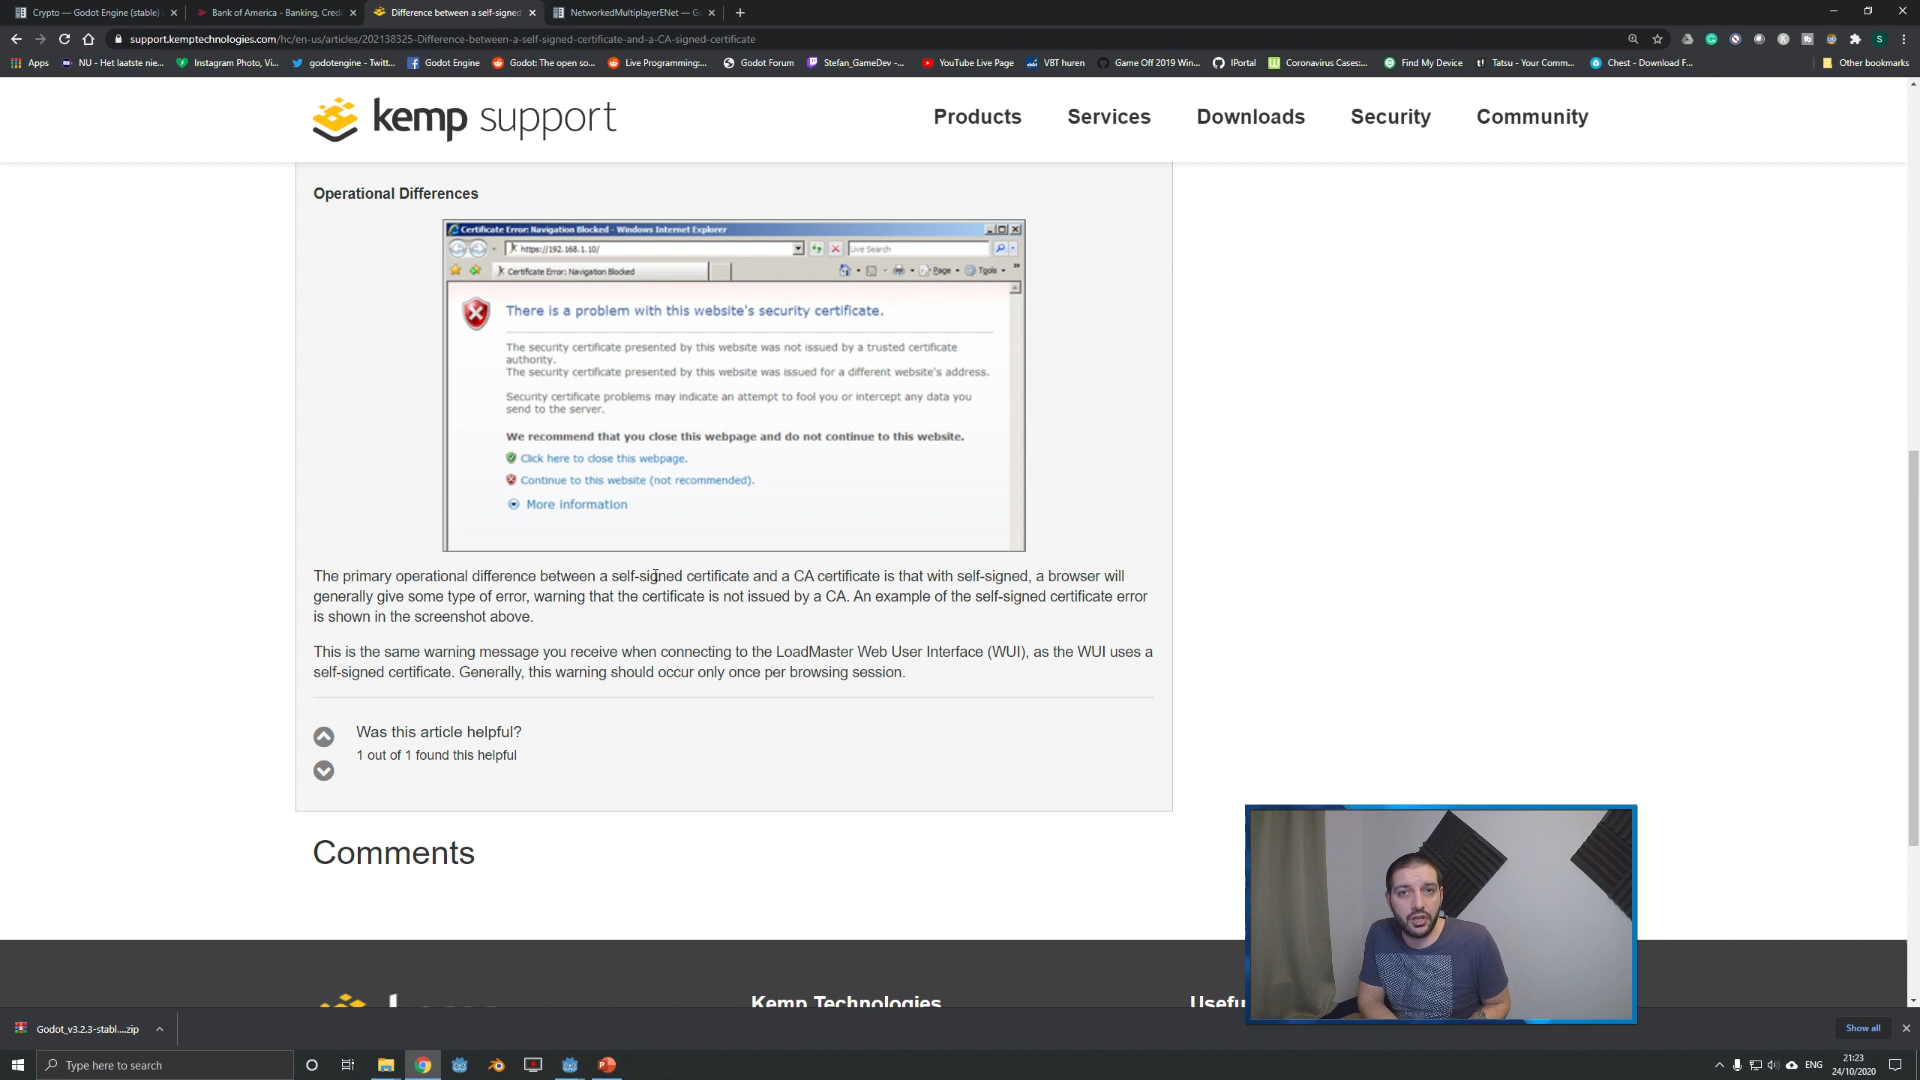 Crypto — Godot Engine (stable)
Bank of America - Banking, Credi
Difference between a self-signed
NetworkedMultiplayerENet — G
support.kemptechnologies.com/hc/en-us/articles/202138325-Difference-between-a-self-signed-certificate-and-a-CA-signed-certificate
Apps
NU - Het laatste nie...
Instagram Photo, Vi...
godotengine - Twitt...
Godot Engine
Godot: The open so...
Live Programming:...
Godot Forum
Stefan_GameDev -...
YouTube Live Page
VBT huren
Game Off 2019 Win...
IPortal
Coronavirus Cases:...
Find My Device
Tatsu - Your Comm...
Chest - Download F...
Other bookmarks
kemp support
Products
Services
Downloads
Security
Community
Operational Differences
Certificate Error: Navigation Blocked - Windows Internet Explorer
https://192.168.1.10/
Live Search
Certificate Error: Navigation Blocked
Page
Tools
There is a problem with this website's security certificate.
The security certificate presented by this website was not issued by a trusted certificate
authority.
The security certificate presented by this website was issued for a different website's address.
Security certificate problems may indicate an attempt to fool you or intercept any data you
send to the server.
We recommend that you close this webpage and do not continue to this website.
Click here to close this webpage.
Continue to this website (not recommended).
More information
The primary operational difference between a self-signed certificate and a CA certificate is that with self-signed, a browser will
generally give some type of error, warning that the certificate is not issued by a CA. An example of the self-signed certificate error
is shown in the screenshot above.
This is the same warning message you receive when connecting to the LoadMaster Web User Interface (WUI), as the WUI uses a
self-signed certificate. Generally, this warning should occur only once per browsing session.
Was this article helpful?
1 out of 1 found this helpful
Comments
Kemp Technologies
Usefu
Godot_v3.2.3-stabl....zip
Show all
Type here to search
ENG
21:23
24/10/2020